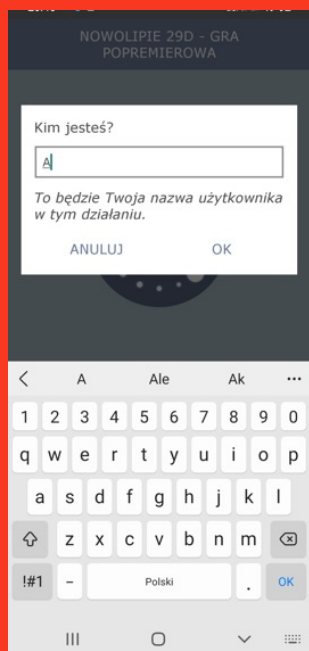 NOWOLIPIE 29D - GRA
POPREMIEROWA
Kim jesteś?
A
To będzie Twoja nazwa użytkownika
w tym działaniu.
ANULUJ OK
A Ale Ak
1 2 3 4 5 6 7 8 9 0
q w e r t y u i o p
a s d f g h j k l
z x c v b n m
!#1 - Polski . OK